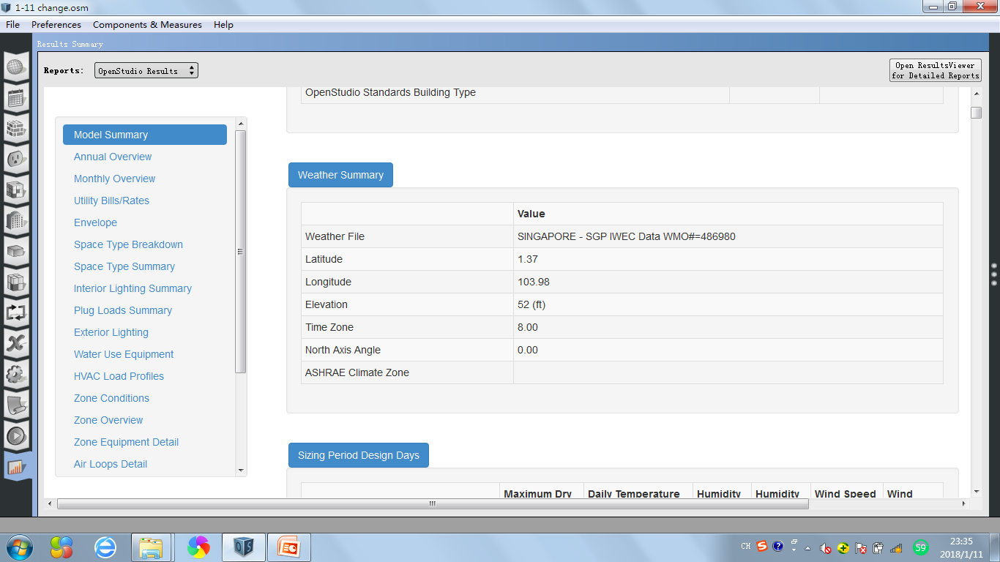 1-11 change.osm
File Preferences Components & Measures Help
Results Summary
Reports: OpenStudio Results
Open ResultsViewer
for Detailed Reports
Model Summary
Annual Overview
Monthly Overview
Utility Bills/Rates
Envelope
Space Type Breakdown
Space Type Summary
Interior Lighting Summary
Plug Loads Summary
Exterior Lighting
Water Use Equipment
HVAC Load Profiles
Zone Conditions
Zone Overview
Zone Equipment Detail
Air Loops Detail
OpenStudio Standards Building Type
Weather Summary
Value
Weather File SINGAPORE - SGP IWEC Data WMO#=486980
Latitude 1.37
Longitude 103.98
Elevation 52 (ft)
Time Zone 8.00
North Axis Angle 0.00
ASHRAE Climate Zone
Sizing Period Design Days
Maximum Dry Daily Temperature Humidity Humidity Wind Speed Wind
CH 59 23:35
2018/1/11